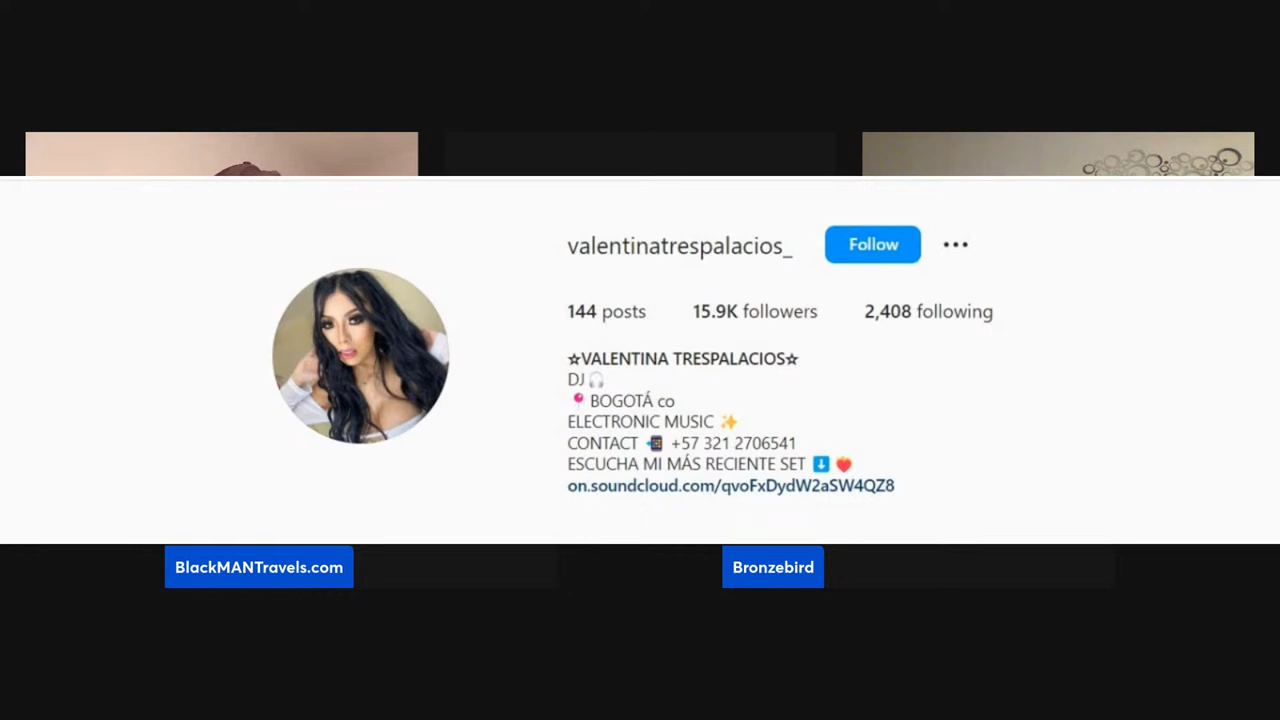 valentinatrespalacios_ Follow
144 posts 15.9K followers 2,408 following
☆VALENTINA TRESPALACIOS☆
DJ🎧
📍BOGOTÁ co
ELECTRONIC MUSIC ✨
CONTACT 📲 +57 321 2706541
ESCUCHA MI MÁS RECIENTE SET ⬇️ ❤️
on.soundcloud.com/qvoFxDydW2aSW4QZ8
BlackMANTravels.com Bronzebird